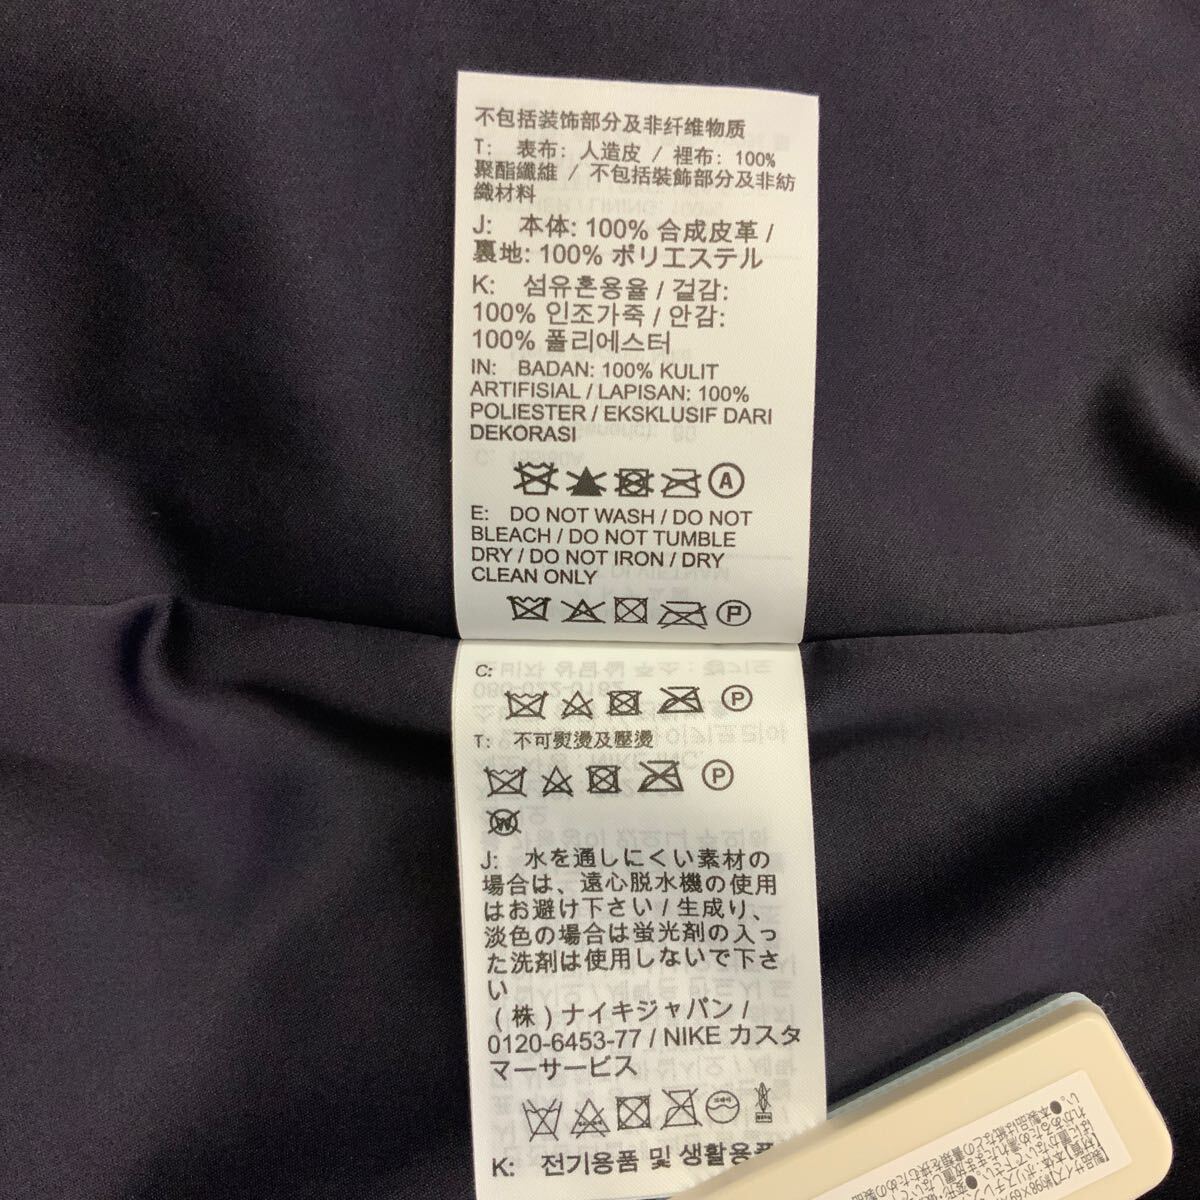 不包括装饰部分及非纤维物质
T: 表布: 人造皮 / 裡布: 100%
聚酯纖維 / 不包括裝飾部分及非紡
織材料
J: 本体: 100% 合成皮革 /
裏地: 100% ポリエステル
K: 섬유혼용율 / 겉감:
100% 인조가죽 / 안감:
100% 폴리에스터
IN: BADAN: 100% KULIT
ARTIFISIAL / LAPISAN: 100%
POLIESTER / EKSKLUSIF DARI
DEKORASI
A
E: DO NOT WASH / DO NOT
BLEACH / DO NOT TUMBLE
DRY / DO NOT IRON / DRY
CLEAN ONLY
P
C:
P
T: 不可熨燙及壓燙
P
W
J: 水を通しにくい素材の
場合は、遠心脱水機の使用
はお避け下さい / 生成り、
淡色の場合は蛍光剤の入っ
た洗剤は使用しないで下さ
い
(株)ナイキジャパン /
0120-6453-77 / NIKE カスタ
マーサービス
K: 전기용품 및 생활용품